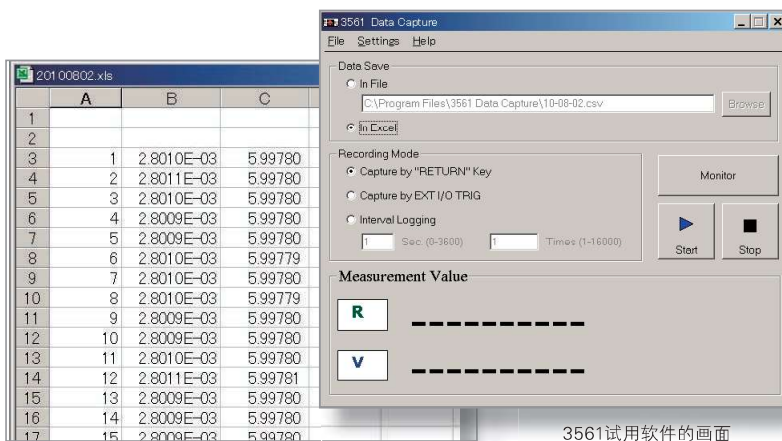 20100802.xls
A B C
1
2
3 1 2.8010E-03 5.99780
4 2 2.8011E-03 5.99780
5 3 2.8010E-03 5.99780
6 4 2.8009E-03 5.99780
7 5 2.8009E-03 5.99780
8 6 2.8010E-03 5.99779
9 7 2.8010E-03 5.99780
10 8 2.8010E-03 5.99779
11 9 2.8009E-03 5.99780
12 10 2.8009E-03 5.99780
13 11 2.8010E-03 5.99780
14 12 2.8011E-03 5.99781
15 13 2.8009E-03 5.99780
16 14 2.8009E-03 5.99780
17 15 2.8009E-03 5.99780
3561 Data Capture
File Settings Help
Data Save
In File
C:\Program Files\3561 Data Capture\10-08-02.csv Browse
In Excel
Recording Mode
Capture by "RETURN" Key
Capture by EXT I/O TRIG
Interval Logging
1 Sec. (0-3600) 1 Times (1-16000)
Monitor
Start Stop
Measurement Value
R
V
3561试用软件的画面